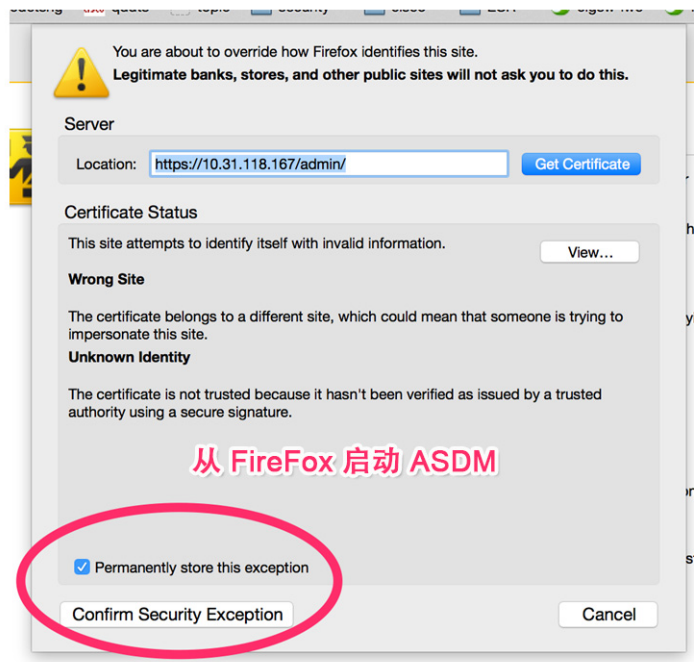 You are about to override how Firefox identifies this site.
Legitimate banks, stores, and other public sites will not ask you to do this.
Server
Location: https://10.31.118.167/admin/ Get Certificate
Certificate Status
This site attempts to identify itself with invalid information.
View...
Wrong Site
The certificate belongs to a different site, which could mean that someone is trying to
impersonate this site.
Unknown Identity
The certificate is not trusted because it hasn't been verified as issued by a trusted
authority using a secure signature.
从 FireFox 启动 ASDM
Permanently store this exception
Confirm Security Exception Cancel